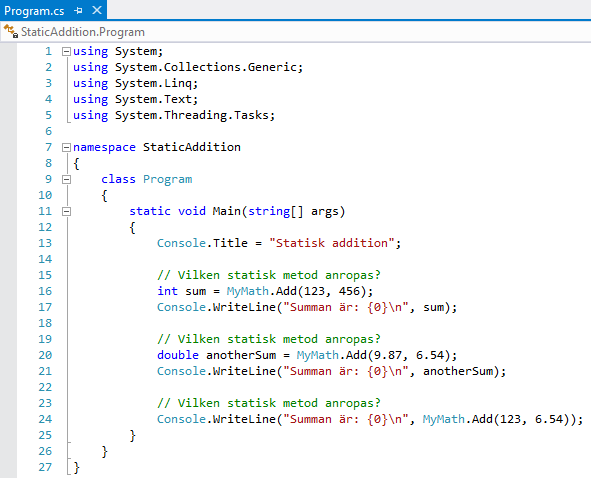 Program.cs
StaticAddition.Program
1 using System;
2 using System.Collections.Generic;
3 using System.Linq;
4 using System.Text;
5 using System.Threading.Tasks;
6
7 namespace StaticAddition
8 {
9     class Program
10     {
11         static void Main(string[] args)
12         {
13             Console.Title = "Statisk addition";
14
15             // Vilken statisk metod anropas?
16             int sum = MyMath.Add(123, 456);
17             Console.WriteLine("Summan är: {0}\n", sum);
18
19             // Vilken statisk metod anropas?
20             double anotherSum = MyMath.Add(9.87, 6.54);
21             Console.WriteLine("Summan är: {0}\n", anotherSum);
22
23             // Vilken statisk metod anropas?
24             Console.WriteLine("Summan är: {0}\n", MyMath.Add(123, 6.54));
25         }
26     }
27 }